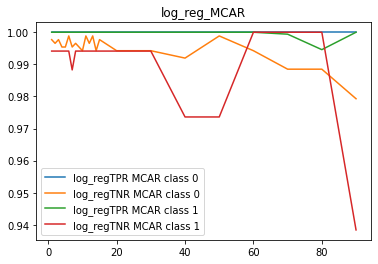 log_reg_MCAR
1.00
0.99
0.98
0.97
0.96
0.95
0.94
log_regTPR MCAR class 0
log_regTNR MCAR class 0
log_regTPR MCAR class 1
log_regTNR MCAR class 1
0 20 40 60 80